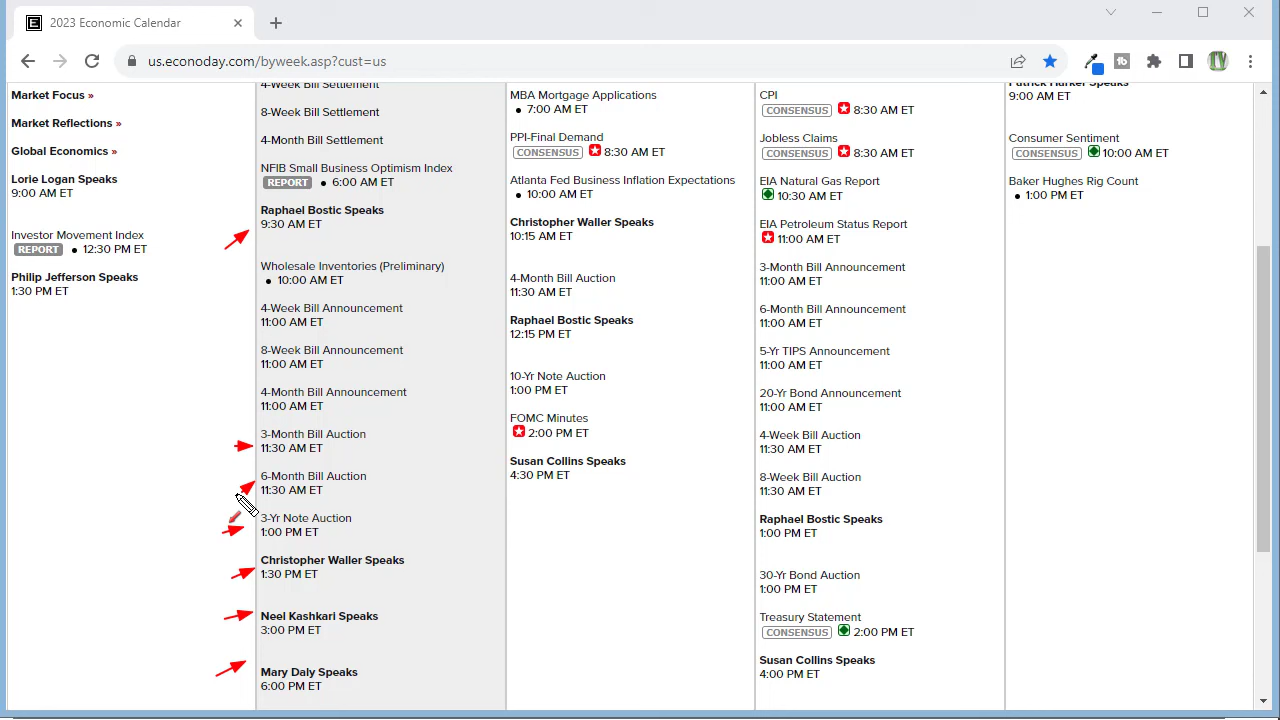 2023 Economic Calendar
us.econoday.com/byweek.asp?cust=us
Market Focus »
Market Reflections »
Global Economics »
Lorie Logan Speaks
9:00 AM ET
Investor Movement Index
REPORT • 12:30 PM ET
Philip Jefferson Speaks
1:30 PM ET
4-Week Bill Settlement
8-Week Bill Settlement
4-Month Bill Settlement
NFIB Small Business Optimism Index
REPORT • 6:00 AM ET
Raphael Bostic Speaks
9:30 AM ET
Wholesale Inventories (Preliminary)
• 10:00 AM ET
4-Week Bill Announcement
11:00 AM ET
8-Week Bill Announcement
11:00 AM ET
4-Month Bill Announcement
11:00 AM ET
3-Month Bill Auction
11:30 AM ET
6-Month Bill Auction
11:30 AM ET
3-Yr Note Auction
1:00 PM ET
Christopher Waller Speaks
1:30 PM ET
Neel Kashkari Speaks
3:00 PM ET
Mary Daly Speaks
6:00 PM ET
MBA Mortgage Applications
• 7:00 AM ET
PPI-Final Demand
CONSENSUS 8:30 AM ET
Atlanta Fed Business Inflation Expectations
• 10:00 AM ET
Christopher Waller Speaks
10:15 AM ET
4-Month Bill Auction
11:30 AM ET
Raphael Bostic Speaks
12:15 PM ET
10-Yr Note Auction
1:00 PM ET
FOMC Minutes
2:00 PM ET
Susan Collins Speaks
4:30 PM ET
CPI
CONSENSUS 8:30 AM ET
Jobless Claims
CONSENSUS 8:30 AM ET
EIA Natural Gas Report
10:30 AM ET
EIA Petroleum Status Report
11:00 AM ET
3-Month Bill Announcement
11:00 AM ET
6-Month Bill Announcement
11:00 AM ET
5-Yr TIPS Announcement
11:00 AM ET
20-Yr Bond Announcement
11:00 AM ET
4-Week Bill Auction
11:30 AM ET
8-Week Bill Auction
11:30 AM ET
Raphael Bostic Speaks
1:00 PM ET
30-Yr Bond Auction
1:00 PM ET
Treasury Statement
CONSENSUS 2:00 PM ET
Susan Collins Speaks
4:00 PM ET
Patrick Harker Speaks
9:00 AM ET
Consumer Sentiment
CONSENSUS 10:00 AM ET
Baker Hughes Rig Count
• 1:00 PM ET